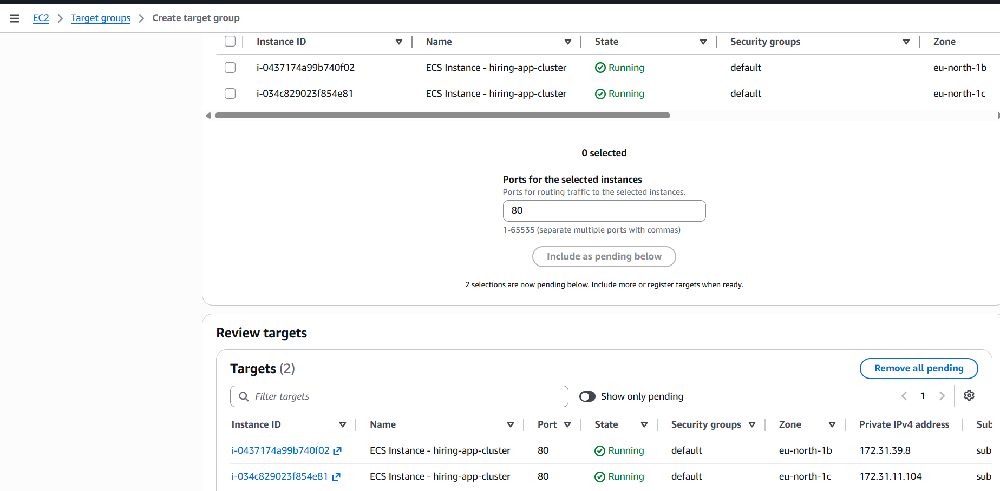 EC2 > Target groups > Create target group
Instance ID Name State Security groups Zone
i-0437174a99b740f02 ECS Instance - hiring-app-cluster Running default eu-north-1b
i-034c829023f854e81 ECS Instance - hiring-app-cluster Running default eu-north-1c
0 selected
Ports for the selected instances
Ports for routing traffic to the selected instances.
80
1-65535 (separate multiple ports with commas)
Include as pending below
2 selections are now pending below. Include more or register targets when ready.
Review targets
Targets (2) Remove all pending
Filter targets Show only pending 1
Instance ID Name Port State Security groups Zone Private IPv4 address Sub
i-0437174a99b740f02 ECS Instance - hiring-app-cluster 80 Running default eu-north-1b 172.31.39.8 sub
i-034c829023f854e81 ECS Instance - hiring-app-cluster 80 Running default eu-north-1c 172.31.11.104 sub